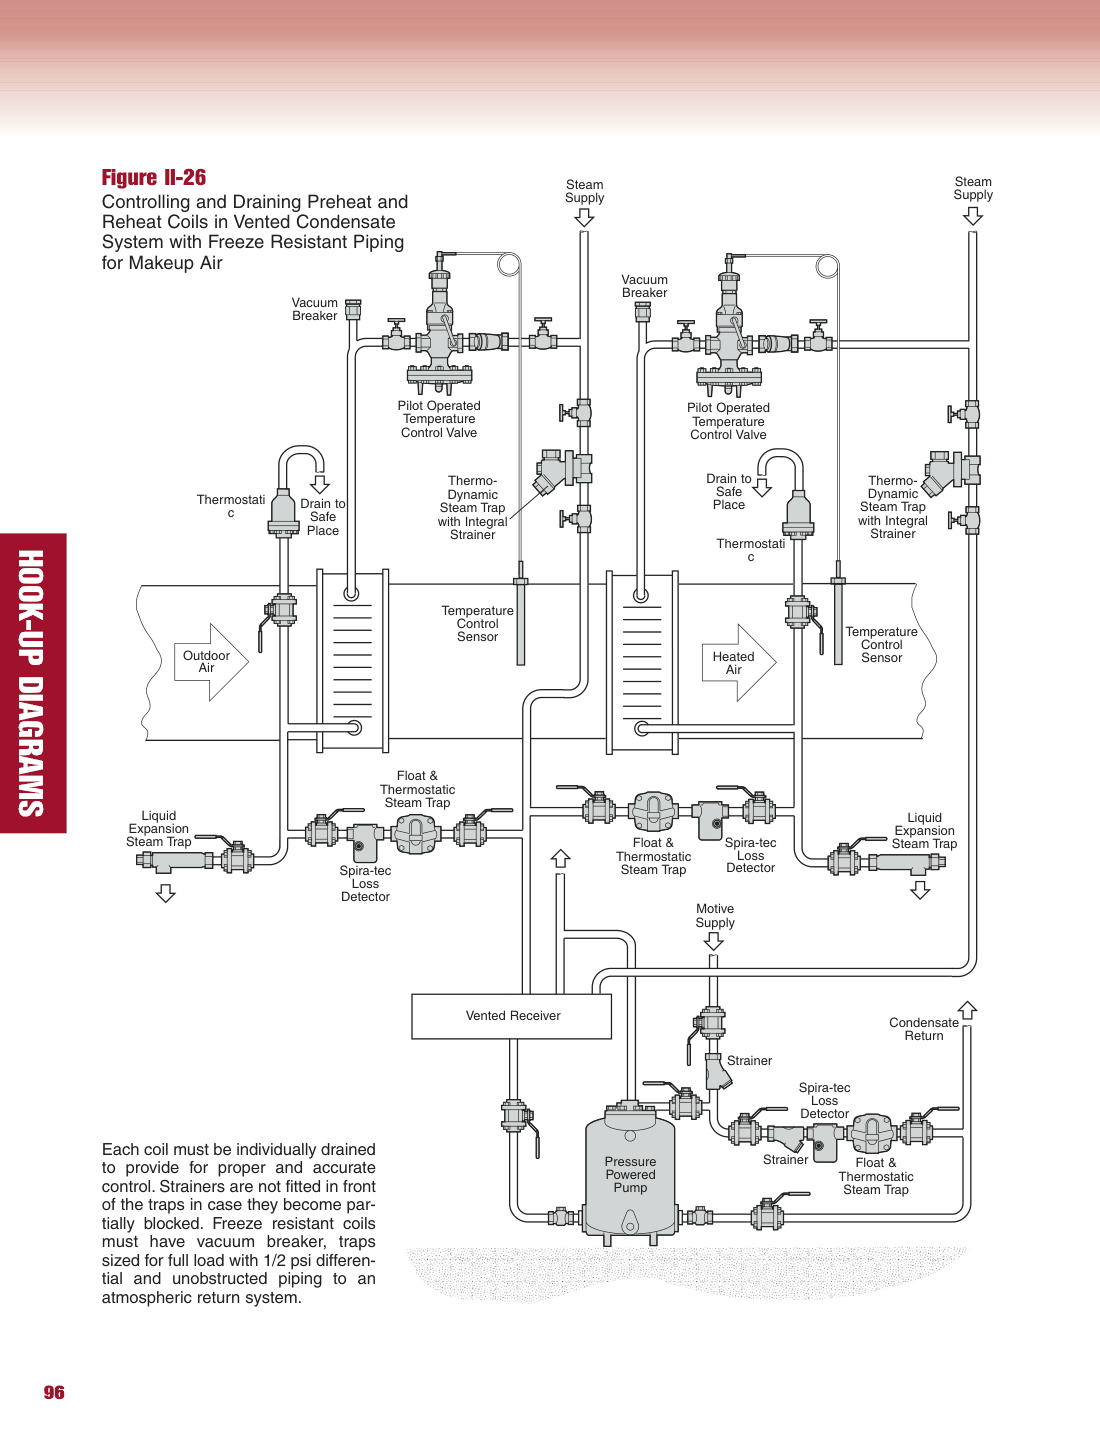 Figure II-26
Controlling and Draining Preheat and
Reheat Coils in Vented Condensate
System with Freeze Resistant Piping
for Makeup Air
Steam
Supply
Steam
Supply
Vacuum
Breaker
Vacuum
Breaker
Pilot Operated
Temperature
Control Valve
Pilot Operated
Temperature
Control Valve
Thermostati
c
Drain to
Safe
Place
Thermo-
Dynamic
Steam Trap
with Integral
Strainer
Drain to
Safe
Place
Thermostati
c
Thermo-
Dynamic
Steam Trap
with Integral
Strainer
HOOK-UP DIAGRAMS
Outdoor
Air
Temperature
Control
Sensor
Heated
Air
Temperature
Control
Sensor
Liquid
Expansion
Steam Trap
Float &
Thermostatic
Steam Trap
Spira-tec
Loss
Detector
Float &
Thermostatic
Steam Trap
Spira-tec
Loss
Detector
Liquid
Expansion
Steam Trap
Motive
Supply
Vented Receiver
Condensate
Return
Strainer
Spira-tec
Loss
Detector
Strainer
Float &
Thermostatic
Steam Trap
Pressure
Powered
Pump
Each coil must be individually drained
to provide for proper and accurate
control. Strainers are not fitted in front
of the traps in case they become par-
tially blocked. Freeze resistant coils
must have vacuum breaker, traps
sized for full load with 1/2 psi differen-
tial and unobstructed piping to an
atmospheric return system.
96